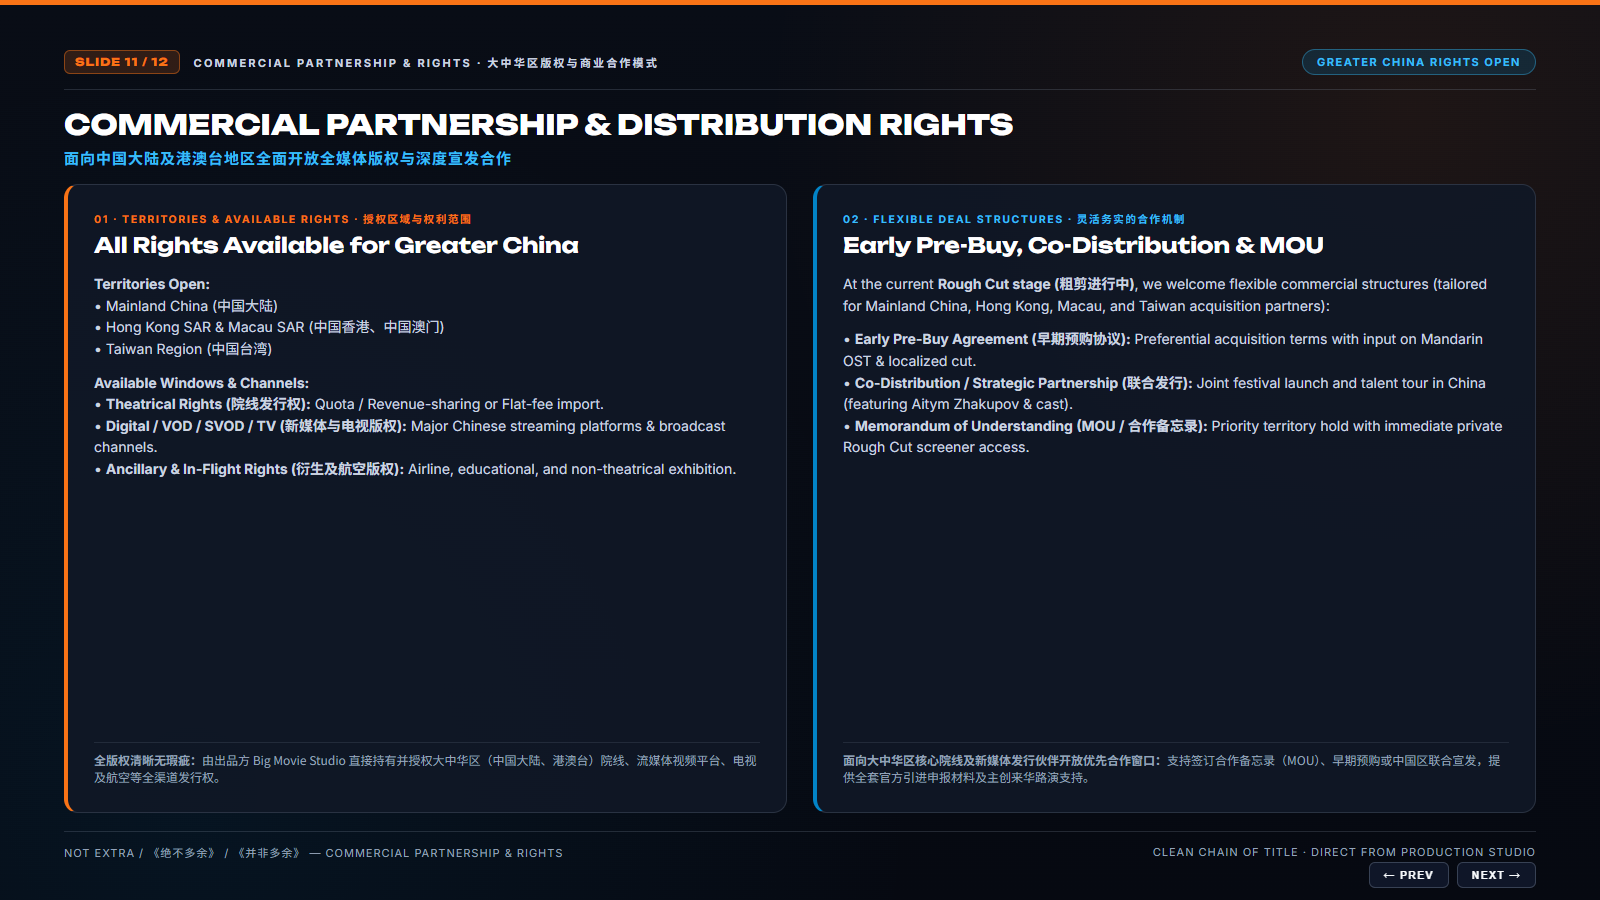 SLIDE 11 / 12
COMMERCIAL PARTNERSHIP & RIGHTS · 大中华区版权与商业合作模式
GREATER CHINA RIGHTS OPEN
COMMERCIAL PARTNERSHIP & DISTRIBUTION RIGHTS
面向中国大陆及港澳台地区全面开放全媒体版权与深度宣发合作
01 · TERRITORIES & AVAILABLE RIGHTS · 授权区域与权利范围
All Rights Available for Greater China
Territories Open:
• Mainland China (中国大陆)
• Hong Kong SAR & Macau SAR (中国香港、中国澳门)
• Taiwan Region (中国台湾)
Available Windows & Channels:
• Theatrical Rights (院线发行权): Quota / Revenue-sharing or Flat-fee import.
• Digital / VOD / SVOD / TV (新媒体与电视版权): Major Chinese streaming platforms & broadcast
channels.
• Ancillary & In-Flight Rights (衍生及航空版权): Airline, educational, and non-theatrical exhibition.
全版权清晰无瑕疵：由出品方 Big Movie Studio 直接持有并授权大中华区（中国大陆、港澳台）院线、流媒体视频平台、电视
及航空等全渠道发行权。
02 · FLEXIBLE DEAL STRUCTURES · 灵活务实的合作机制
Early Pre-Buy, Co-Distribution & MOU
At the current Rough Cut stage (粗剪进行中), we welcome flexible commercial structures (tailored
for Mainland China, Hong Kong, Macau, and Taiwan acquisition partners):
• Early Pre-Buy Agreement (早期预购协议): Preferential acquisition terms with input on Mandarin
OST & localized cut.
• Co-Distribution / Strategic Partnership (联合发行): Joint festival launch and talent tour in China
(featuring Aitym Zhakupov & cast).
• Memorandum of Understanding (MOU / 合作备忘录): Priority territory hold with immediate private
Rough Cut screener access.
面向大中华区核心院线及新媒体发行伙伴开放优先合作窗口：支持签订合作备忘录（MOU）、早期预购或中国区联合宣发，提
供全套官方引进申报材料及主创来华路演支持。
NOT EXTRA / 《绝不多余》 / 《并非多余》 — COMMERCIAL PARTNERSHIP & RIGHTS
CLEAN CHAIN OF TITLE · DIRECT FROM PRODUCTION STUDIO
← PREV
NEXT →